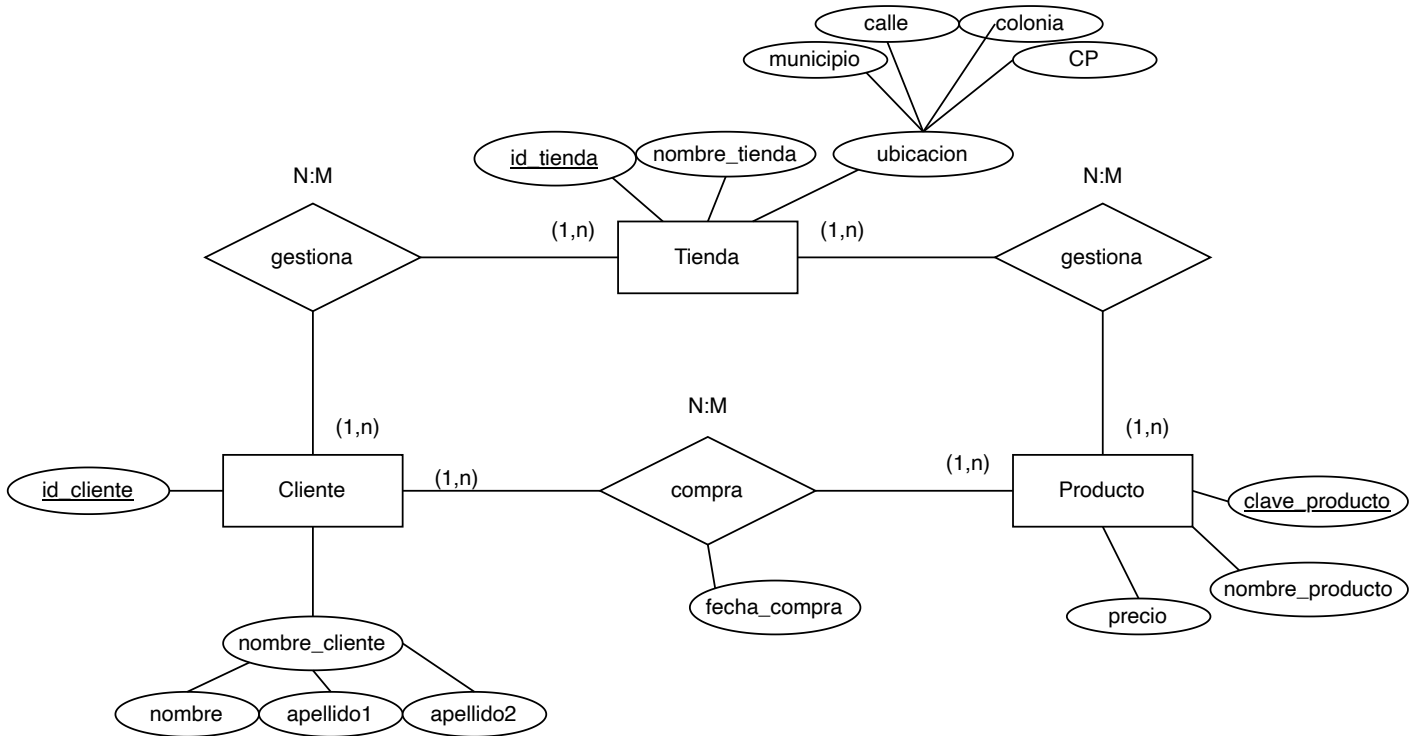 calle
colonia
municipio
CP
id_tienda
nombre_tienda
ubicacion
N:M
N:M
(1,n)
(1,n)
gestiona
Tienda
gestiona
N:M
(1,n)
(1,n)
(1,n)
(1,n)
id_cliente
Cliente
compra
Producto
clave_producto
nombre_producto
fecha_compra
precio
nombre_cliente
nombre
apellido1
apellido2